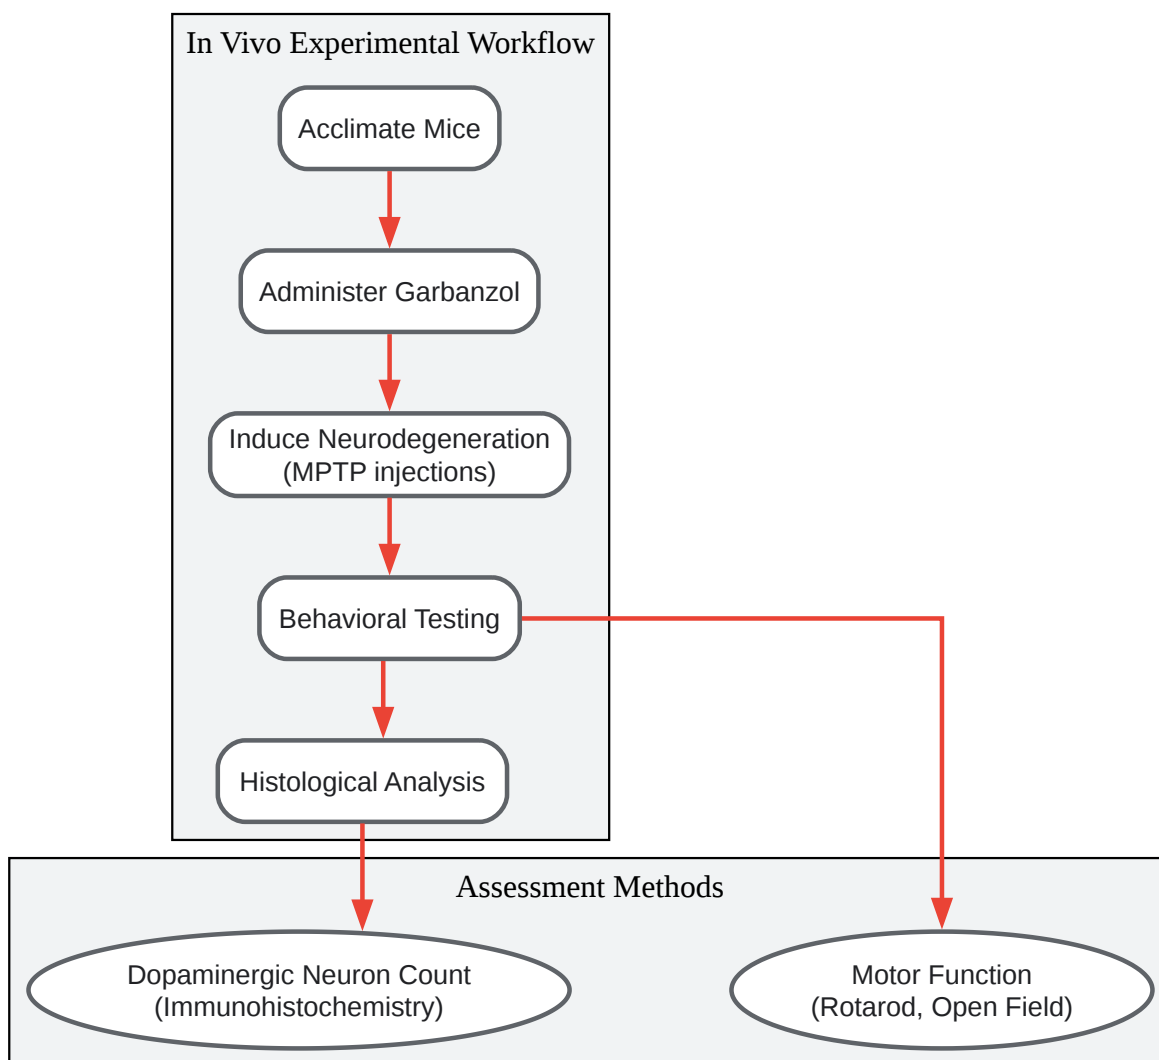 In Vivo Experimental Workflow
Acclimate Mice
Administer Garbanzol
Induce Neurodegeneration
(MPTP injections)
Behavioral Testing
Histological Analysis
Assessment Methods
Dopaminergic Neuron Count
(Immunohistochemistry)
Motor Function
(Rotarod, Open Field)